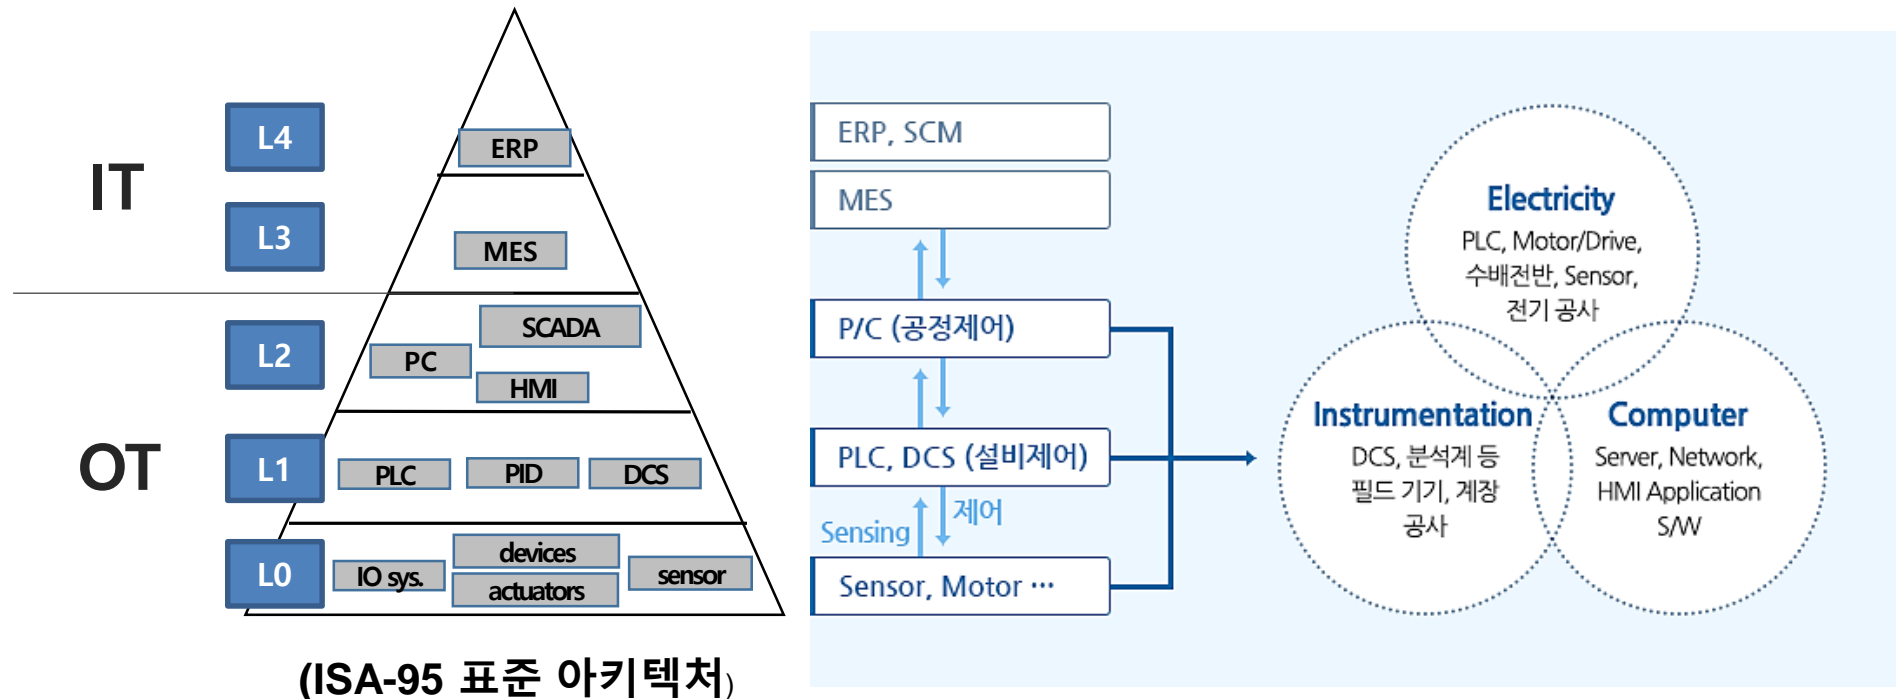 IT
OT
L4
L3
L2
L1
L0
ERP
MES
SCADA
PC
HMI
PLC
PID
DCS
IO sys.
devices
actuators
sensor
(ISA-95 표준 아키텍처)
ERP, SCM
MES
P/C (공정제어)
PLC, DCS (설비제어)
Sensing
제어
Sensor, Motor ···
Electricity
PLC, Motor/Drive,
수배전반, Sensor,
전기 공사
Instrumentation
DCS, 분석계 등
필드 기기, 계장
공사
Computer
Server, Network,
HMI Application
S/W